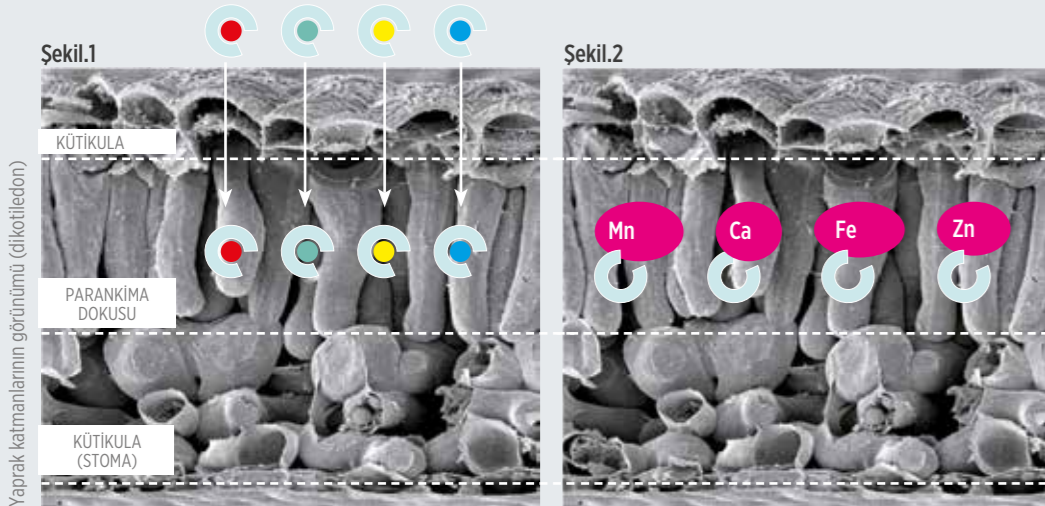 Şekil.1
Şekil.2
Yaprak katmanlarının görünümü (dikotiledon)
KÜTİKULA
PARANKİMA
DOKUSU
KÜTİKULA
(STOMA)
Mn
Ca
Fe
Zn